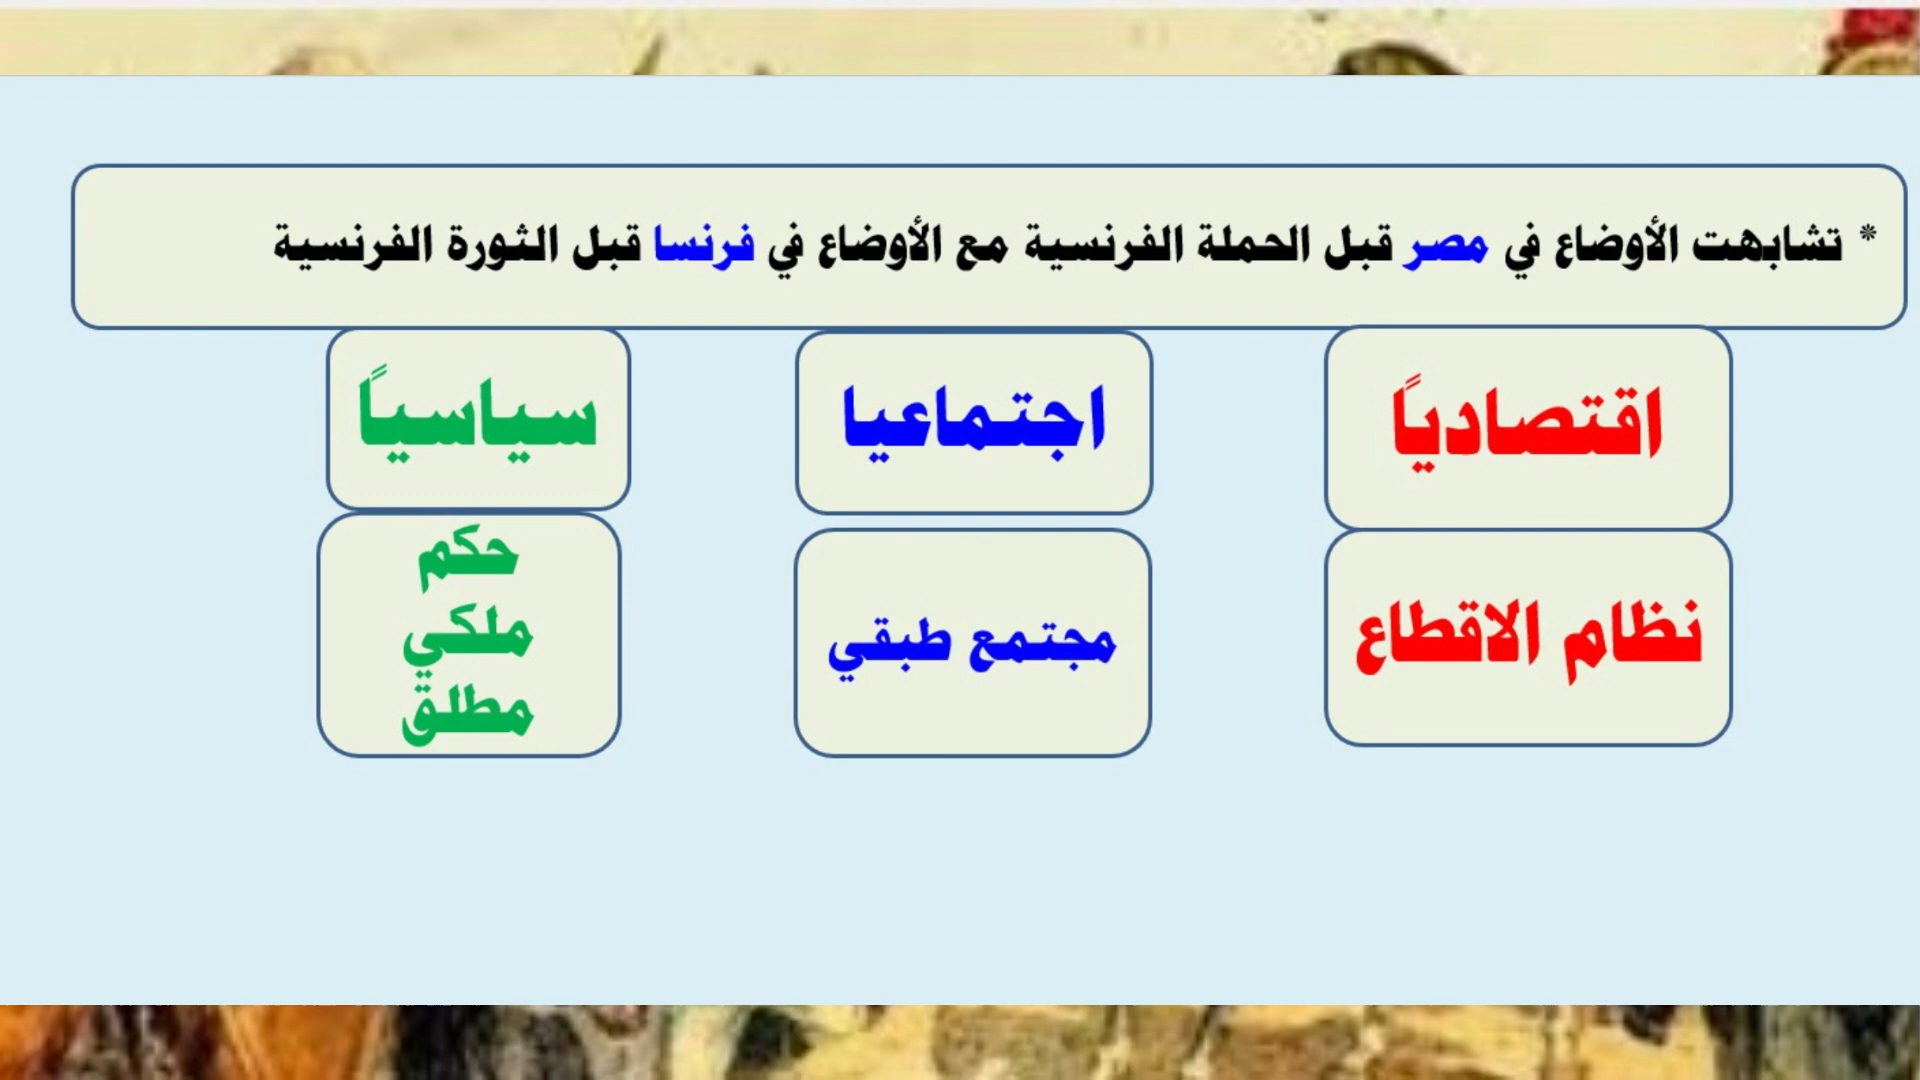 * تشابهت الأوضاع في مصر قبل الحملة الفرنسية مع الأوضاع في فرنسا قبل الثورة الفرنسية
اقتصادياً
اجتماعيا
سياسياً
نظام الاقطاع
مجتمع طبقي
حكم
ملكي
مطلق